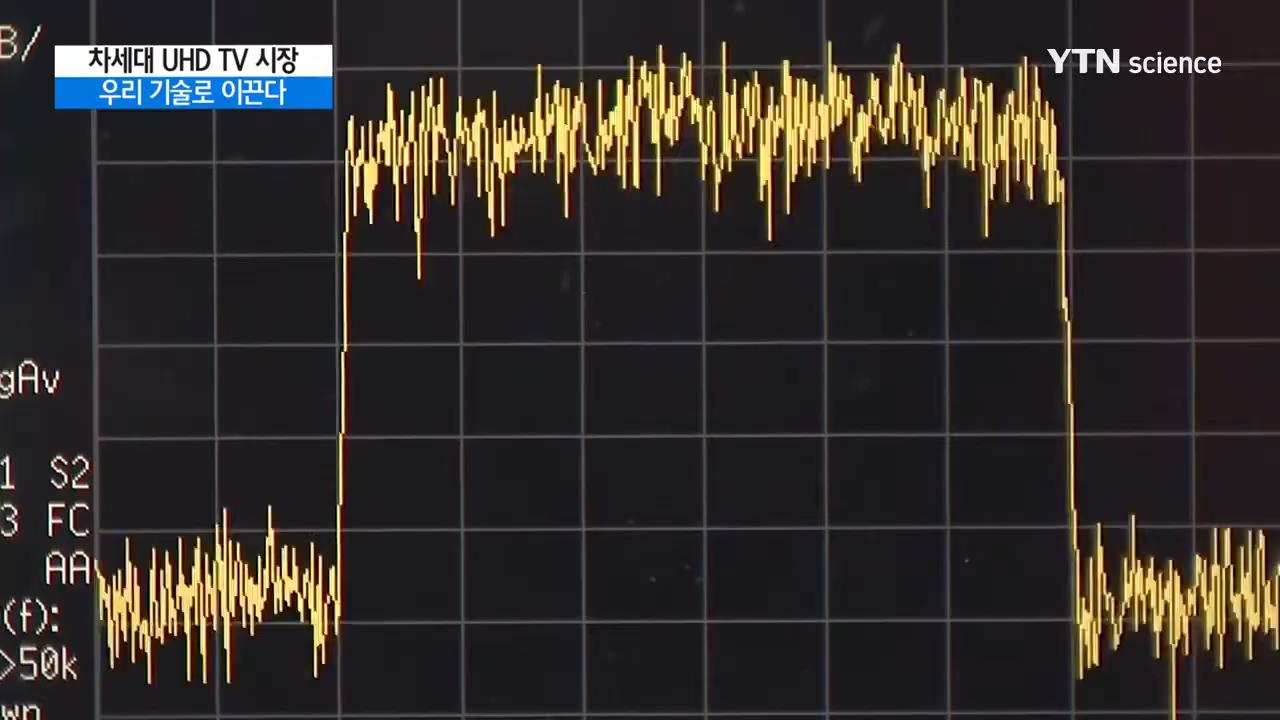 B/
차세대 UHD TV 시장
우리 기술로 이끈다
YTN science
gAv
1 S2
3 FC
AA
(f):
>50k
wn